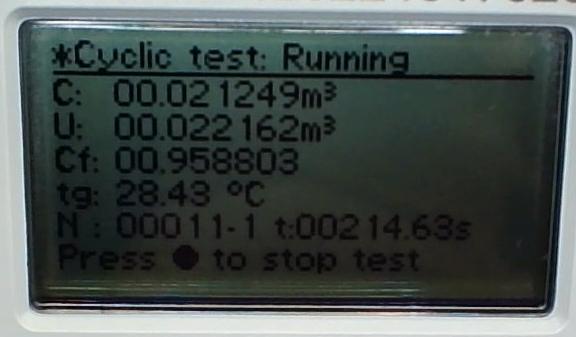 *Cyclic test: Running
C: 00.021249m³
U: 00.022162m³
Cf: 00.958803
tg: 28.43 °C
N : 00011-1 t:00214.63s
Press ● to stop test